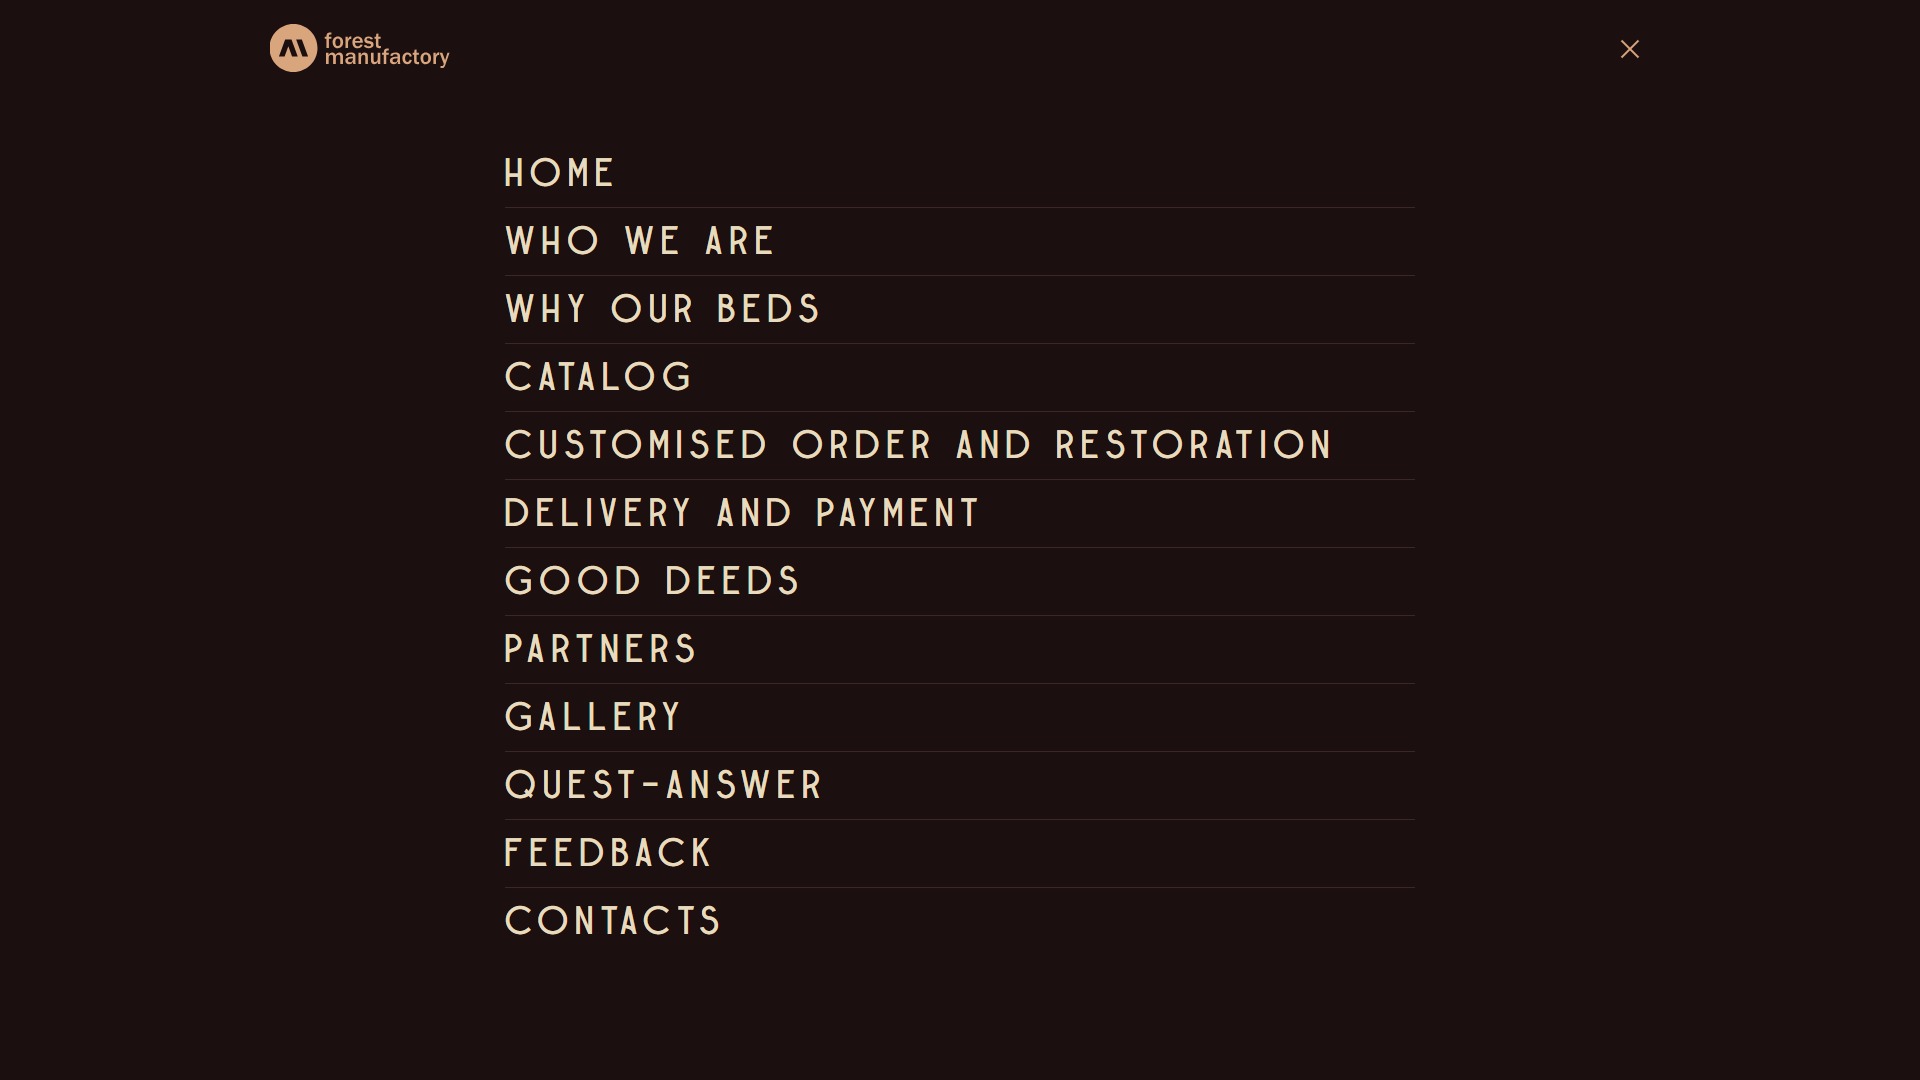 forest
manufactory
HOME
WHO WE ARE
WHY OUR BEDS
CATALOG
CUSTOMISED ORDER AND RESTORATION
DELIVERY AND PAYMENT
GOOD DEEDS
PARTNERS
GALLERY
QUEST-ANSWER
FEEDBACK
CONTACTS